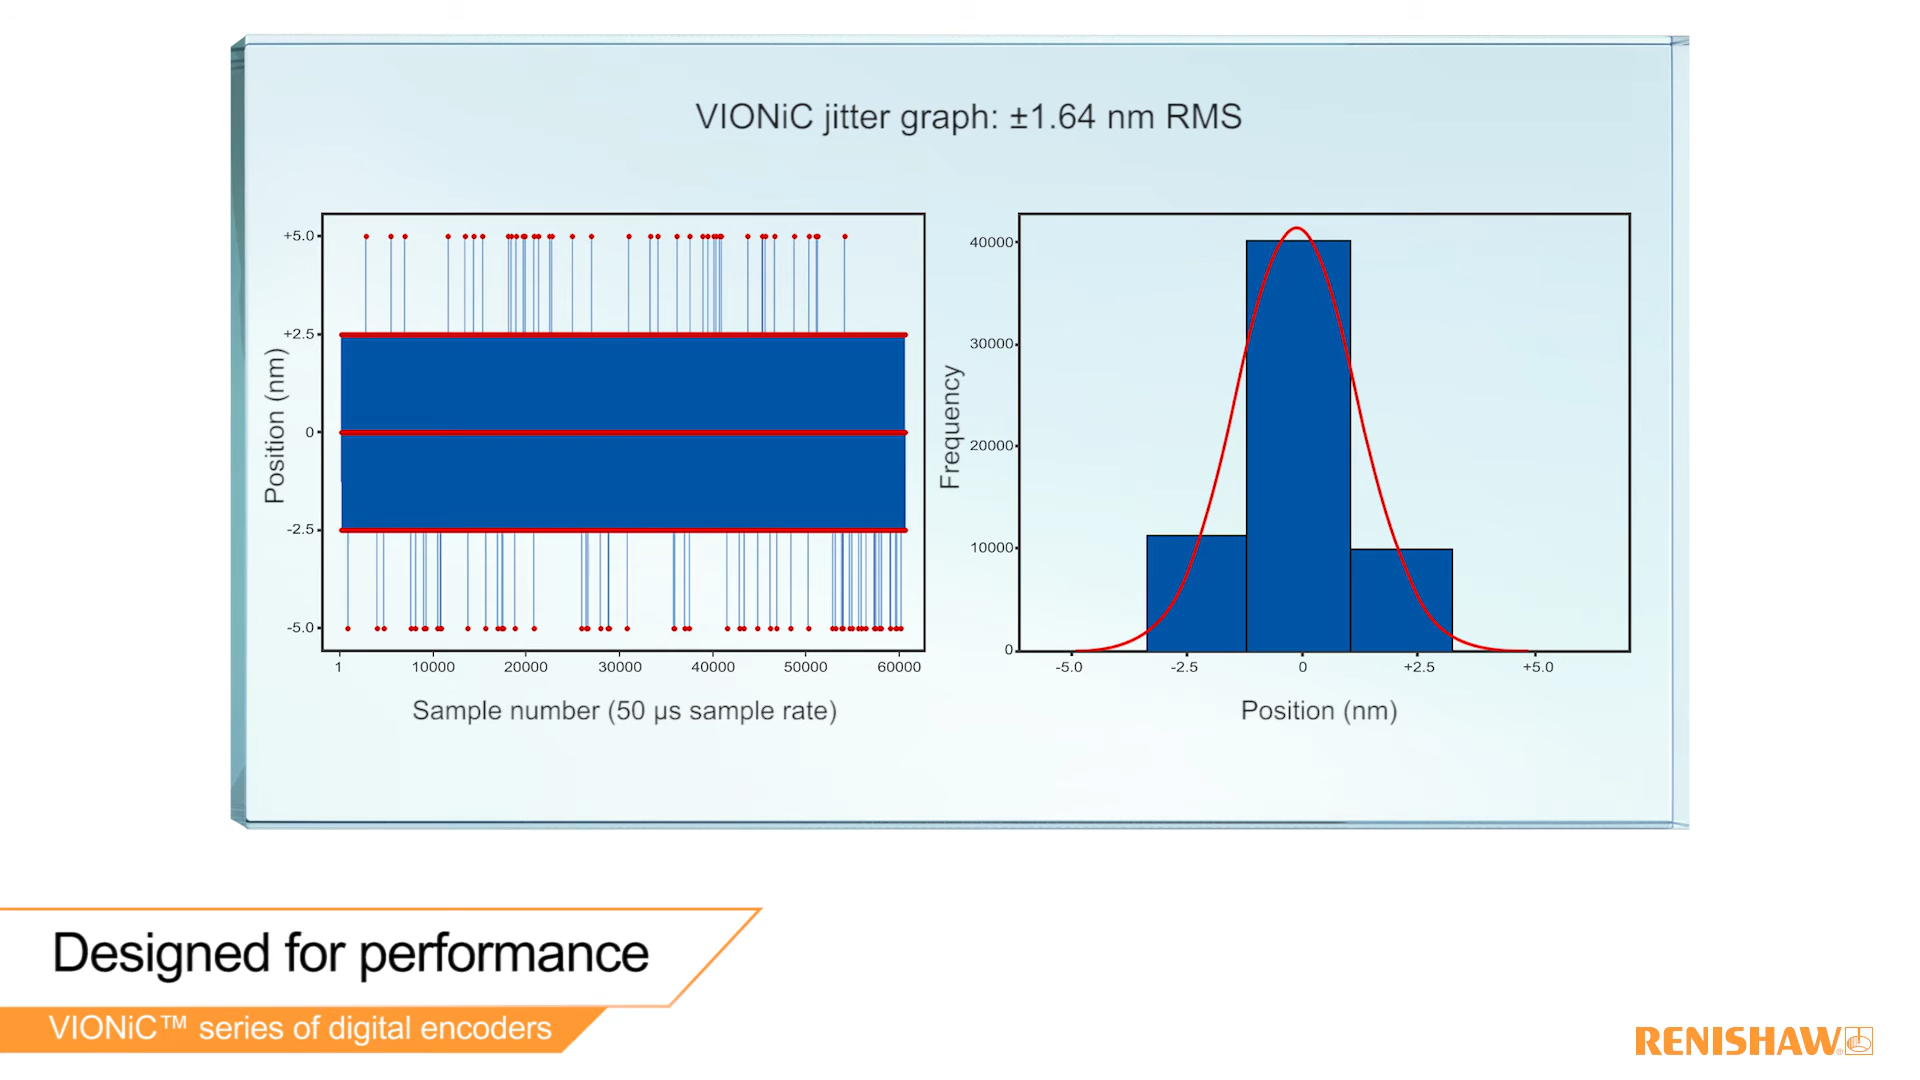 VIONiC jitter graph: ±1.64 nm RMS
Position (nm)
+5.0
+2.5
0
-2.5
-5.0
1 10000 20000 30000 40000 50000 60000
Sample number (50 µs sample rate)
Frequency
40000
30000
20000
10000
0
-5.0 -2.5 0 +2.5 +5.0
Position (nm)
Designed for performance
VIONiC™ series of digital encoders
RENISHAW®